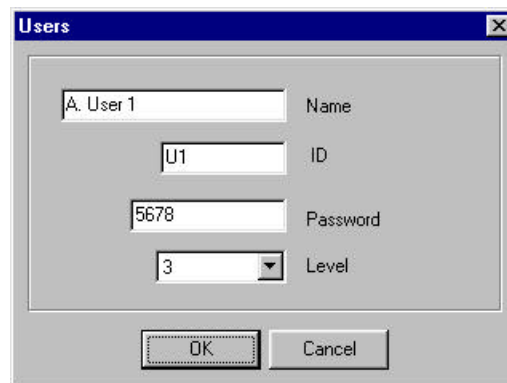 Users
A. User 1 Name
U1 ID
5678 Password
3 Level
OK Cancel